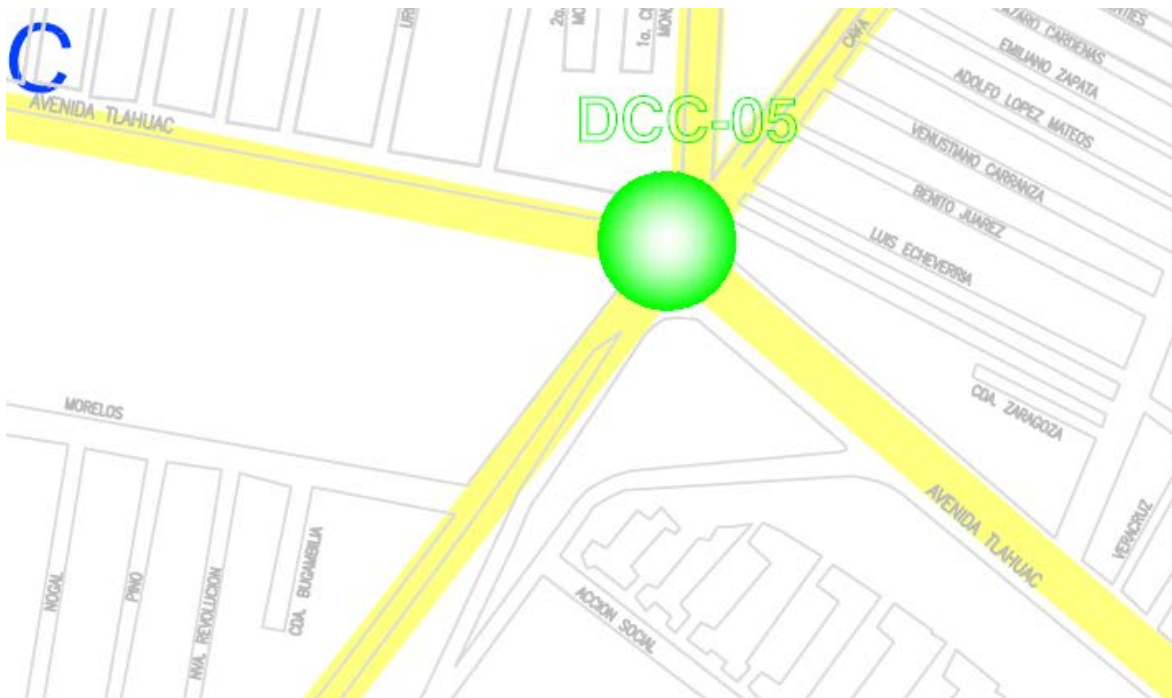 C
AVENIDA TLAHUAC
DCC-05
EMILIANO ZAPATA
ADOLFO LOPEZ MATEOS
VENUSTIANO CARRANZA
BENITO JUAREZ
LUIS ECHEVERRIA
CDA. ZARAGOZA
MORELOS
AVENIDA TLAHUAC
VERACRUZ
NOGAL
PINO
NVA. REVOLUCION
CDA. BUGAMBILIA
ACCION SOCIAL